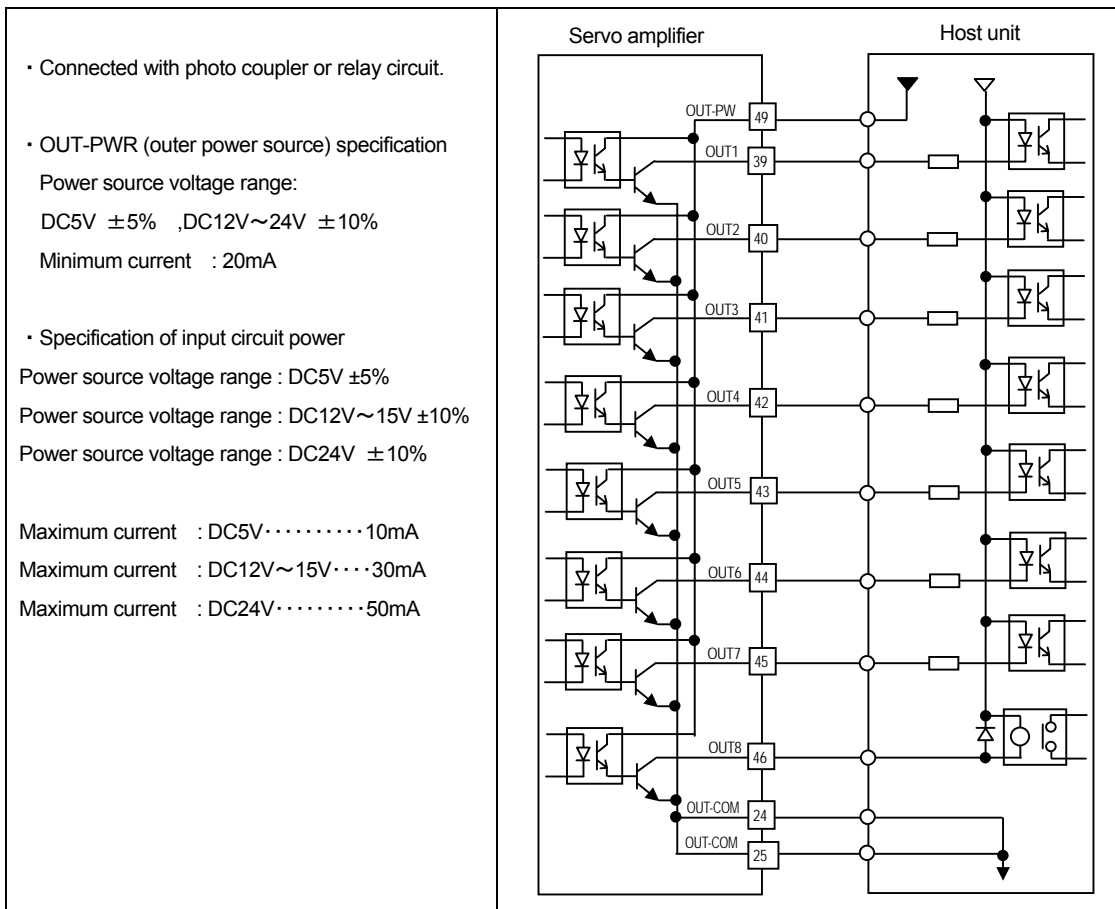 ・Connected with photo coupler or relay circuit.
・OUT-PWR (outer power source) specification
Power source voltage range:
DC5V ±5% ,DC12V～24V ±10%
Minimum current : 20mA
・Specification of input circuit power
Power source voltage range : DC5V ±5%
Power source voltage range : DC12V～15V ±10%
Power source voltage range : DC24V ±10%
Maximum current : DC5V・・・・・・・・・・10mA
Maximum current : DC12V～15V・・・・30mA
Maximum current : DC24V・・・・・・・・・50mA
Servo amplifier
Host unit
OUT-PW 49
OUT1 39
OUT2 40
OUT3 41
OUT4 42
OUT5 43
OUT6 44
OUT7 45
OUT8 46
OUT-COM 24
OUT-COM 25